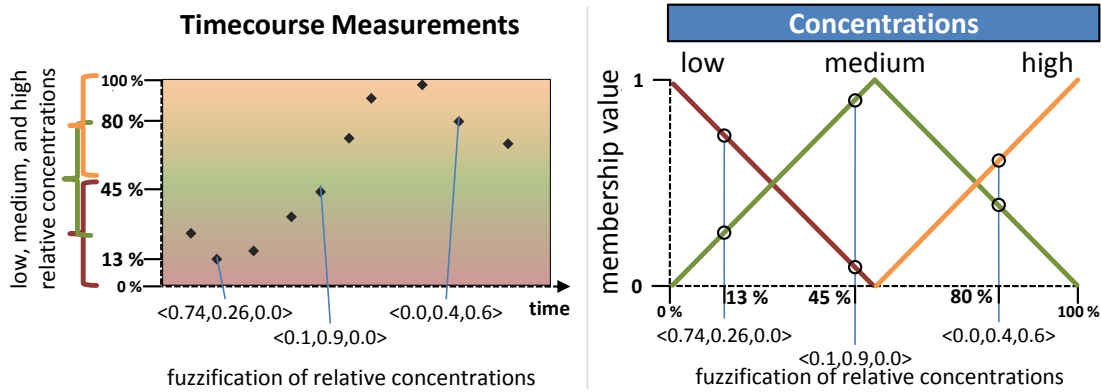 Timecourse Measurements
low, medium, and high
relative concentrations
100 %
80 %
45 %
13 %
0 %
time
<0.74,0.26,0.0>
<0.0,0.4,0.6>
<0.1,0.9,0.0>
fuzzification of relative concentrations
Concentrations
low medium high
membership value
1
0
13 % 45 % 80 %
0 % 100 %
<0.74,0.26,0.0> <0.0,0.4,0.6>
<0.1,0.9,0.0>
fuzzification of relative concentrations